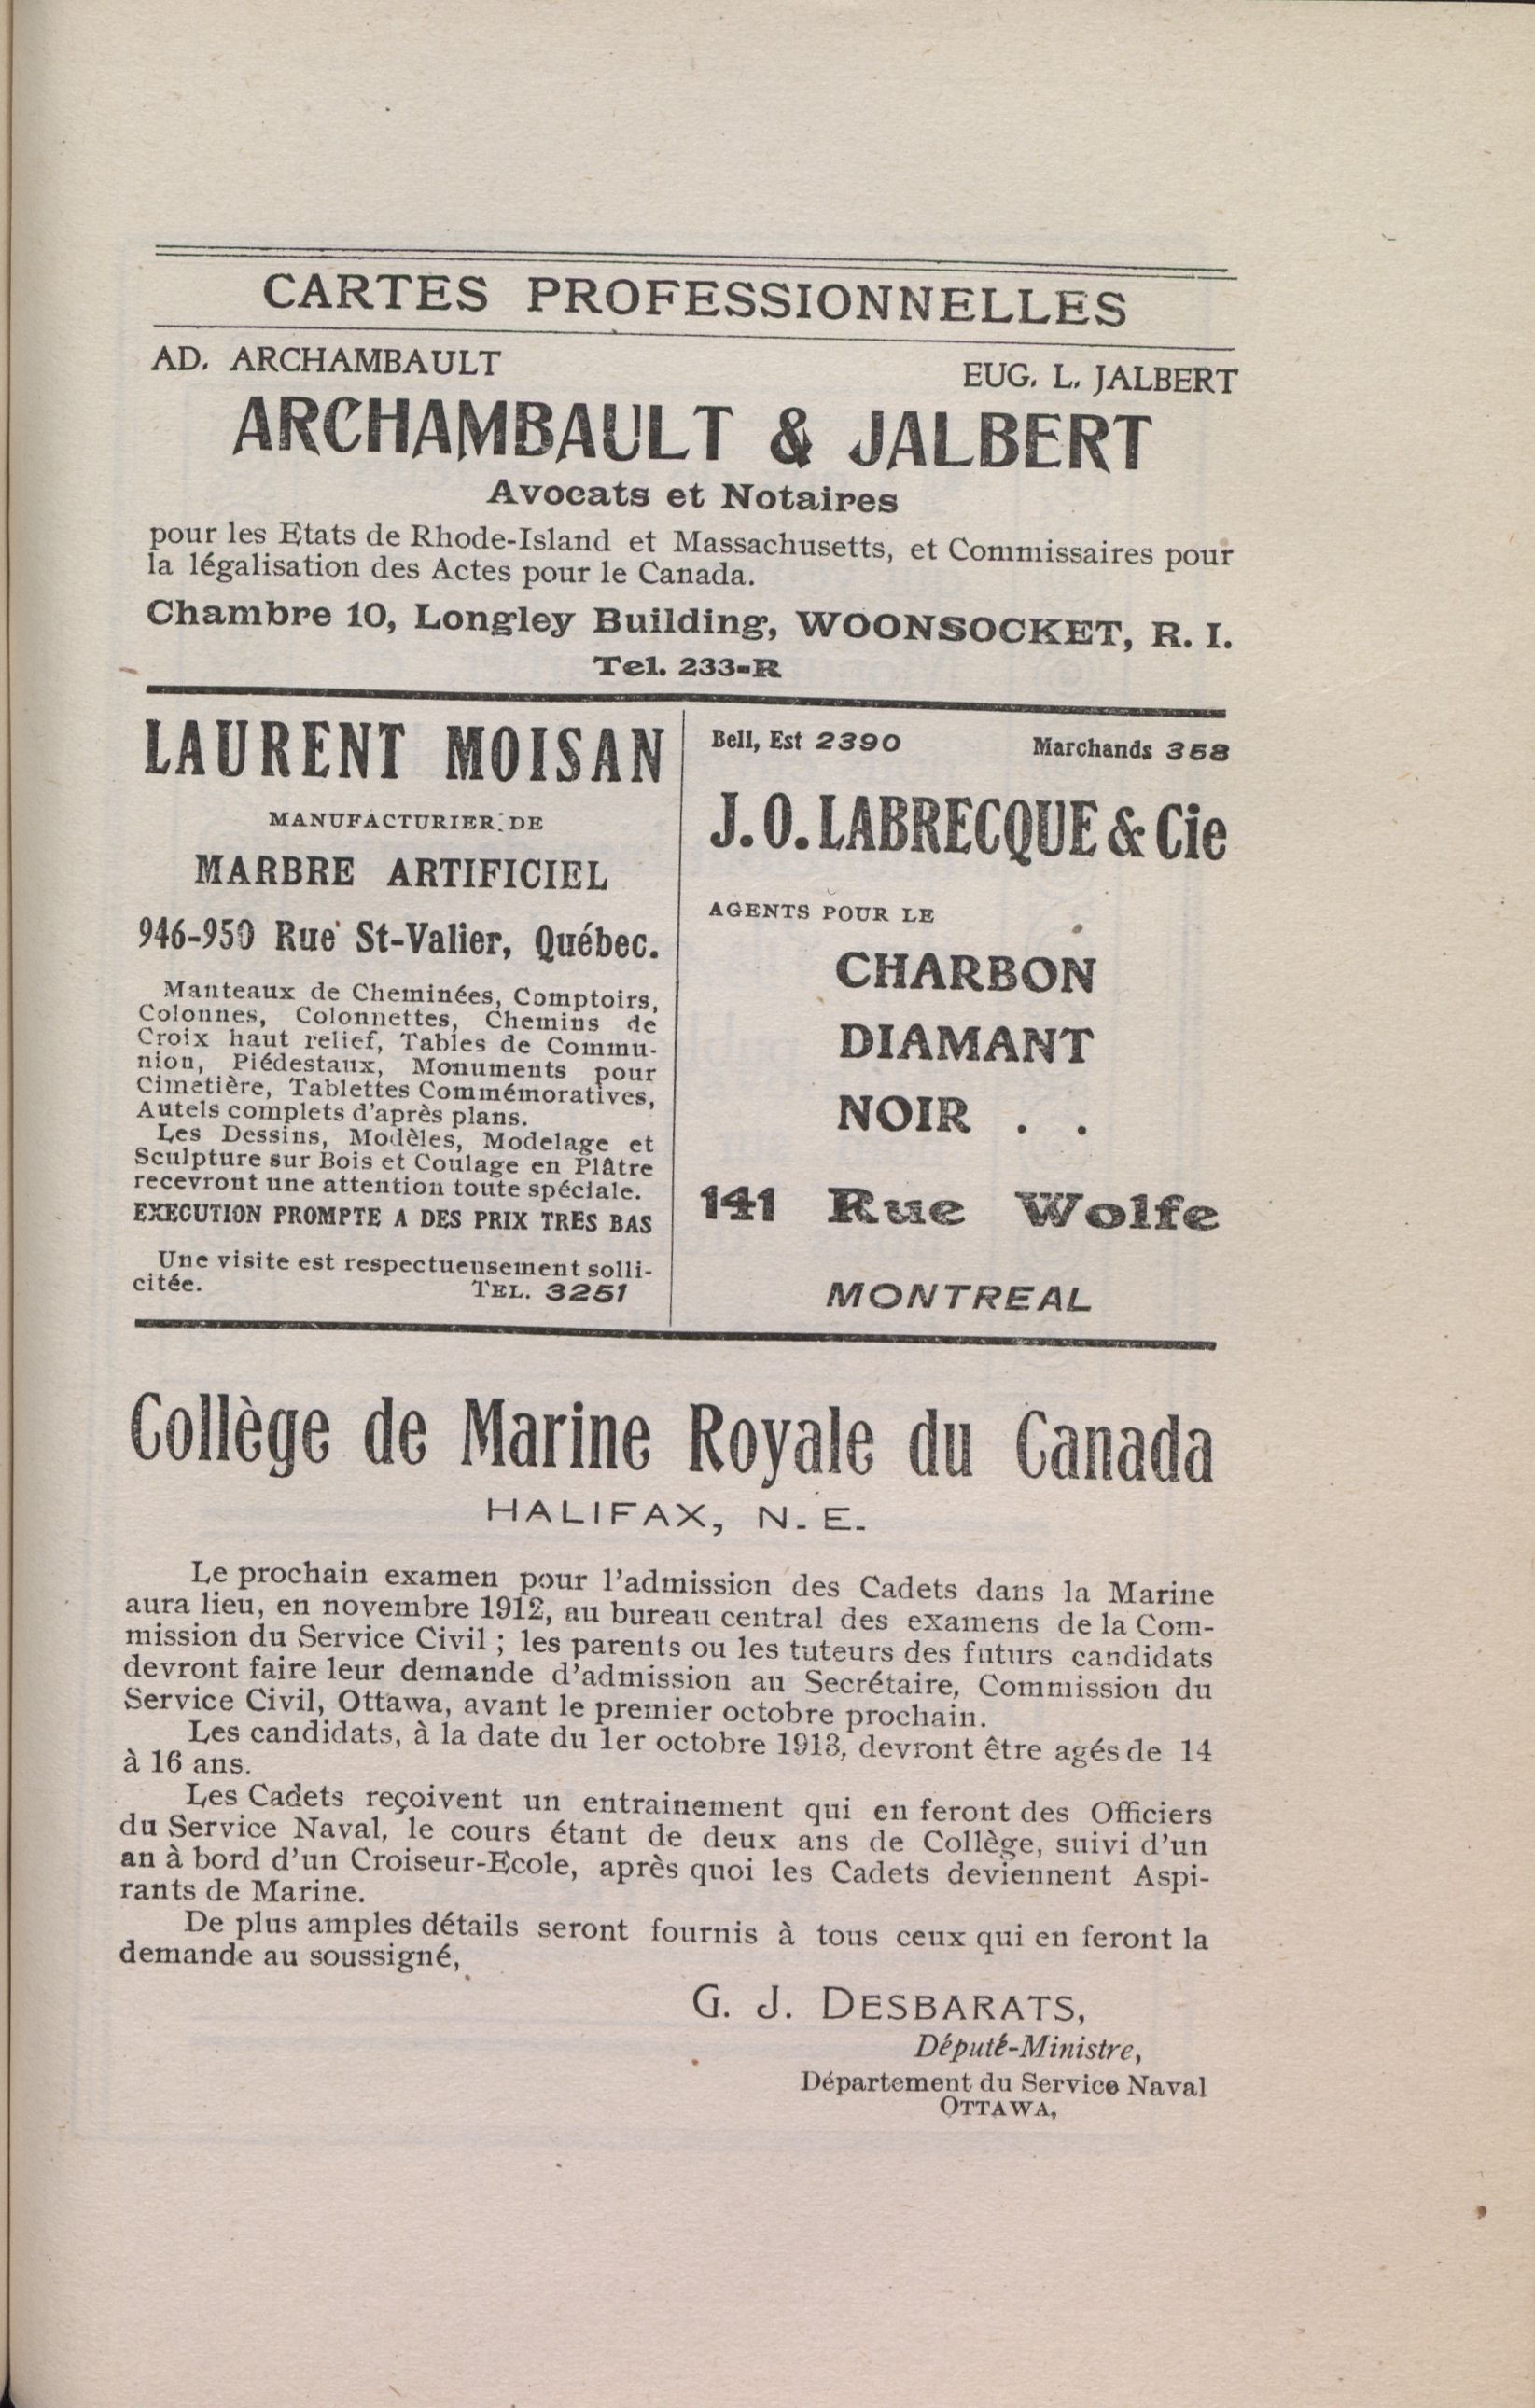 CARTES PROFESSIONNELLES
AD. ARCHAMBAULT
EUG. L. JALBERT
ARCHAMBAULT & JALBERT
Avocats et Notaires
pour les Etats de Rhode-Island et Massachusetts, et Commissaires pour
la légalisation des Actes pour le Canada.
Chambre 10, Longley Building, WOONSOCKET, R. I.
Tel. 233-R
LAURENT MOISAN
MANUFACTURIER DE
MARBRE ARTIFICIEL
946-950 Rue St-Valier, Québec.
Manteaux de Cheminées, Comptoirs,
Colonnes, Colonnettes, Chemins de
Croix haut relief, Tables de Commu-
nion, Piédestaux, Monuments pour
Cimetière, Tablettes Commémoratives,
Autels complets d'après plans.
Les Dessins, Modèles, Modelage et
Sculpture sur Bois et Coulage en Plâtre
recevront une attention toute spéciale.
EXECUTION PROMPTE A DES PRIX TRES BAS
Une visite est respectueusement solli-
citée. TEL. 3251
Bell, Est 2390 Marchands 358
J. O. LABRECQUE & Cie
AGENTS POUR LE
CHARBON
DIAMANT
NOIR . .
141 Rue Wolfe
MONTREAL
Collège de Marine Royale du Canada
HALIFAX, N. E.
Le prochain examen pour l'admission des Cadets dans la Marine
aura lieu, en novembre 1912, au bureau central des examens de la Com-
mission du Service Civil ; les parents ou les tuteurs des futurs candidats
devront faire leur demande d'admission au Secrétaire, Commission du
Service Civil, Ottawa, avant le premier octobre prochain.
Les candidats, à la date du 1er octobre 1913, devront être agés de 14
à 16 ans.
Les Cadets reçoivent un entrainement qui en feront des Officiers
du Service Naval, le cours étant de deux ans de Collège, suivi d'un
an à bord d'un Croiseur-Ecole, après quoi les Cadets deviennent Aspi-
rants de Marine.
De plus amples détails seront fournis à tous ceux qui en feront la
demande au soussigné,
G. J. DESBARATS,
Député-Ministre,
Département du Service Naval
OTTAWA,